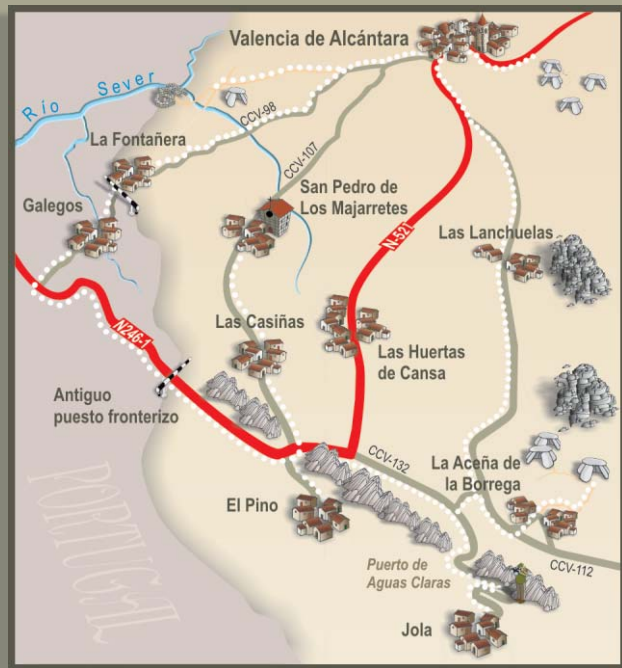 Valencia de Alcántara
Río Sever
La Fontañera
CCV-98
CCV-107
San Pedro de
Los Majarretes
Galegos
N-521
Las Lanchuelas
N246-1
Las Casiñas
Las Huertas
de Cansa
Antiguo
puesto fronterizo
CCV-132
La Aceña de
la Borrega
El Pino
PORTUGAL
Puerto de
Aguas Claras
CCV-112
Jola